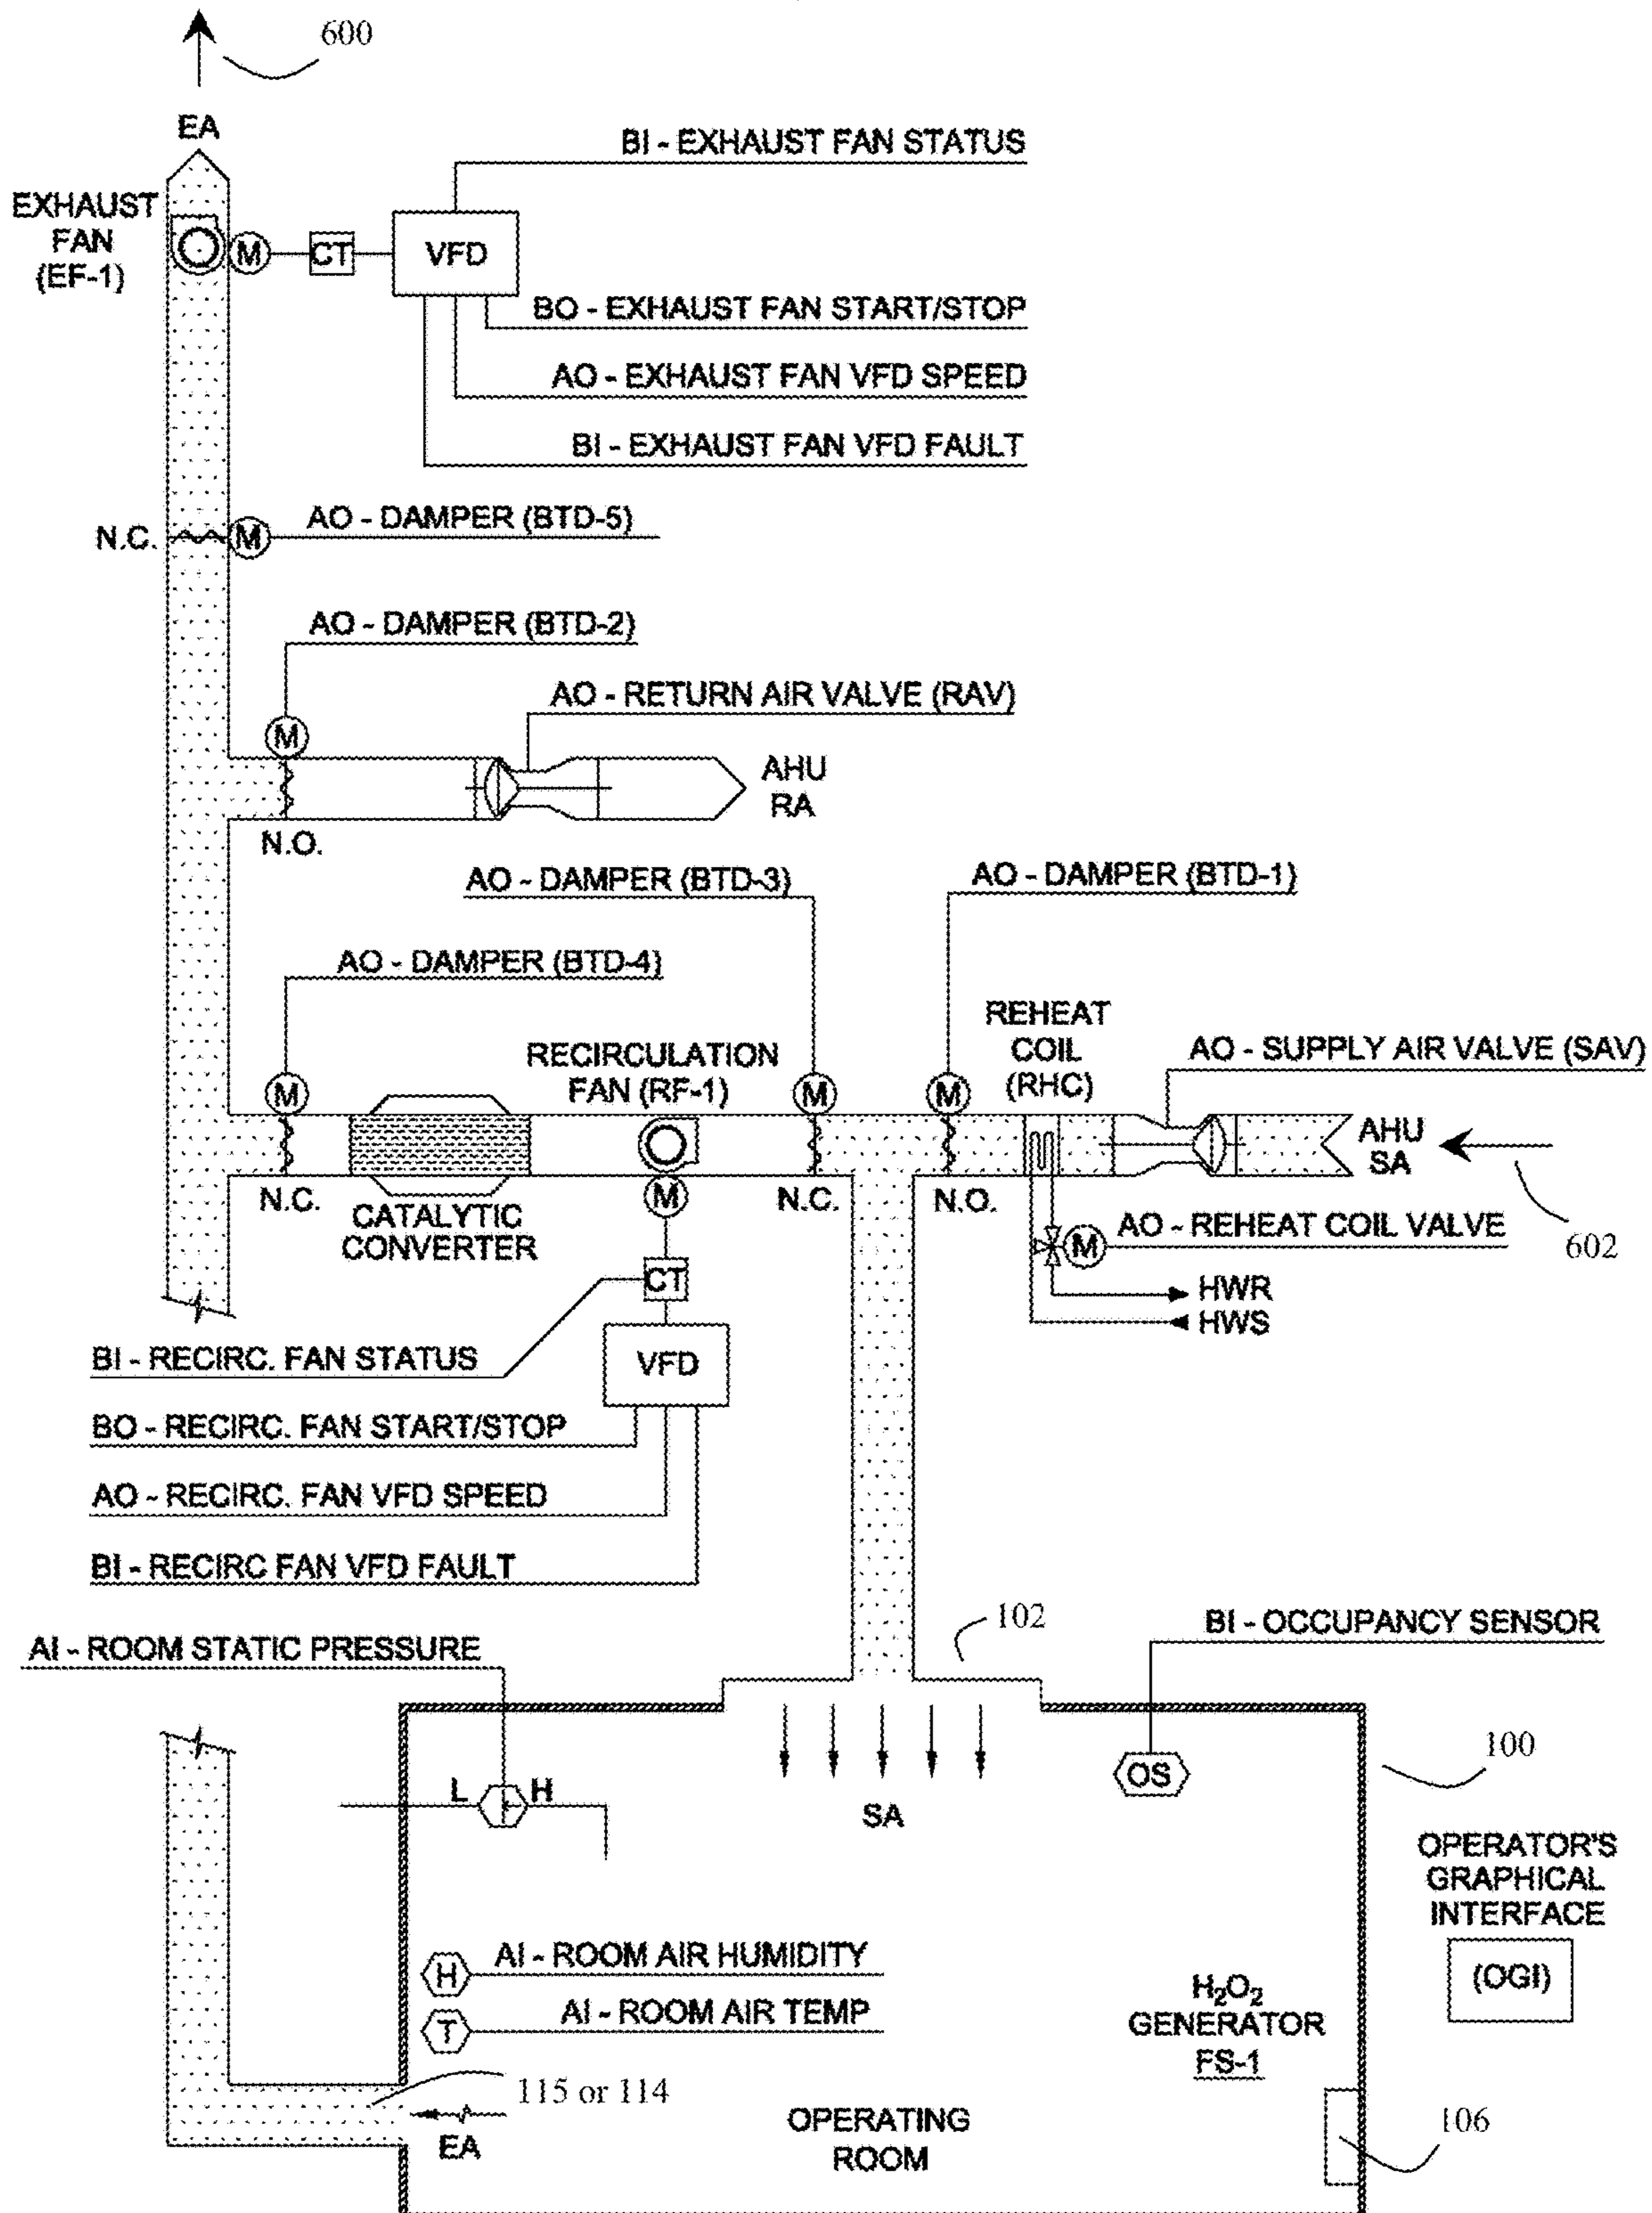 600
EA
BI - EXHAUST FAN STATUS
EXHAUST
FAN
(EF-1)
M
CT
VFD
BO - EXHAUST FAN START/STOP
AO - EXHAUST FAN VFD SPEED
BI - EXHAUST FAN VFD FAULT
N.C.
M
AO - DAMPER (BTD-5)
AO - DAMPER (BTD-2)
AO - RETURN AIR VALVE (RAV)
M
AHU
RA
N.O.
AO - DAMPER (BTD-3)
AO - DAMPER (BTD-1)
AO - DAMPER (BTD-4)
REHEAT
COIL
(RHC)
RECIRCULATION
FAN (RF-1)
AO - SUPPLY AIR VALVE (SAV)
M
M
M
AHU
SA
N.C.
M
N.C.
N.O.
CATALYTIC
CONVERTER
M
AO - REHEAT COIL VALVE
602
CT
HWR
HWS
BI - RECIRC. FAN STATUS
VFD
BO - RECIRC. FAN START/STOP
AO - RECIRC. FAN VFD SPEED
BI - RECIRC FAN VFD FAULT
102
BI - OCCUPANCY SENSOR
AI - ROOM STATIC PRESSURE
100
OS
L
H
SA
OPERATOR'S
GRAPHICAL
INTERFACE
(OGI)
H
AI - ROOM AIR HUMIDITY
T
AI - ROOM AIR TEMP
H₂O₂
GENERATOR
FS-1
115 or 114
EA
OPERATING
ROOM
106